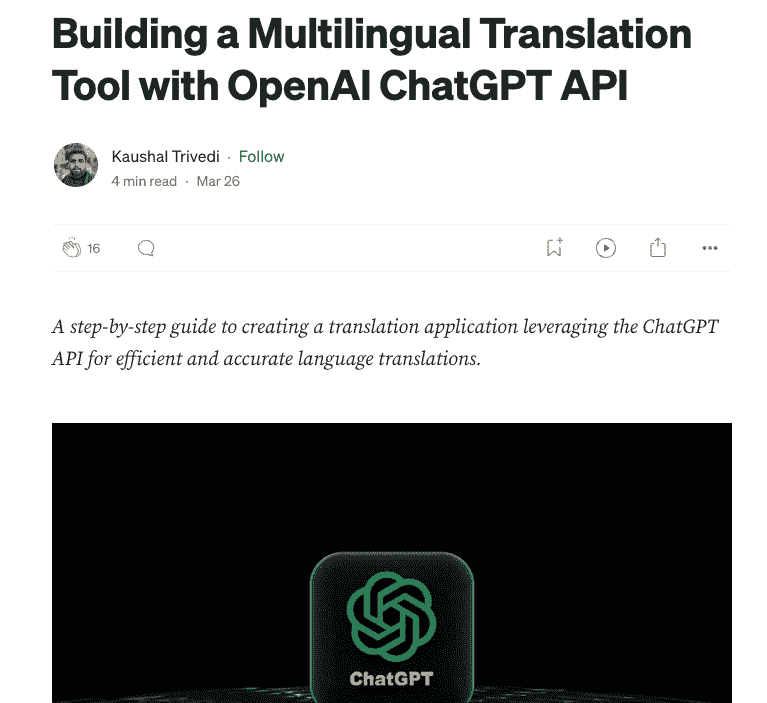 Building a Multilingual Translation
Tool with OpenAI ChatGPT API
Kaushal Trivedi · Follow
4 min read · Mar 26
16
A step-by-step guide to creating a translation application leveraging the ChatGPT
API for efficient and accurate language translations.
ChatGPT